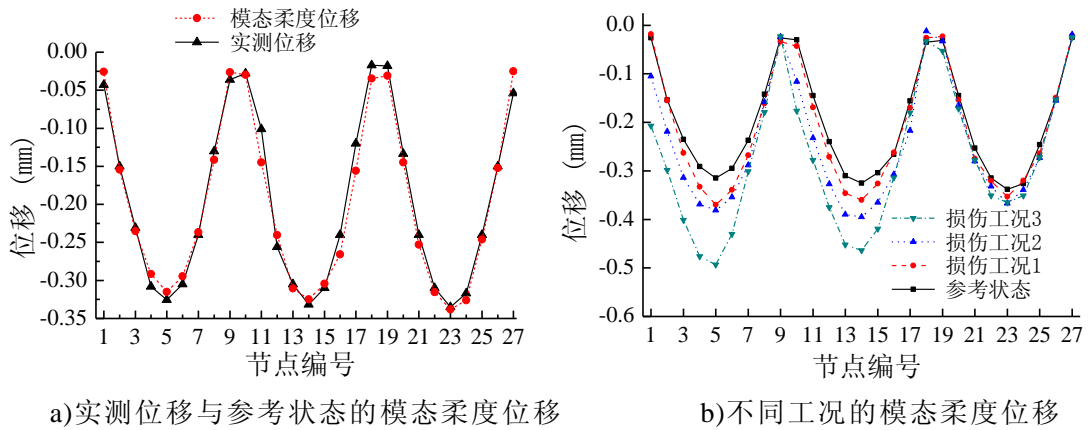 模态柔度位移
实测位移
0.00
-0.05
-0.10
-0.15
-0.20
-0.25
-0.30
-0.35
位移 (mm)
1 3 5 7 9 11 13 15 17 19 21 23 25 27
节点编号
a)实测位移与参考状态的模态柔度位移
0.0
-0.1
-0.2
-0.3
-0.4
-0.5
-0.6
位移 (mm)
损伤工况3
损伤工况2
损伤工况1
参考状态
1 3 5 7 9 11 13 15 17 19 21 23 25 27
节点编号
b)不同工况的模态柔度位移